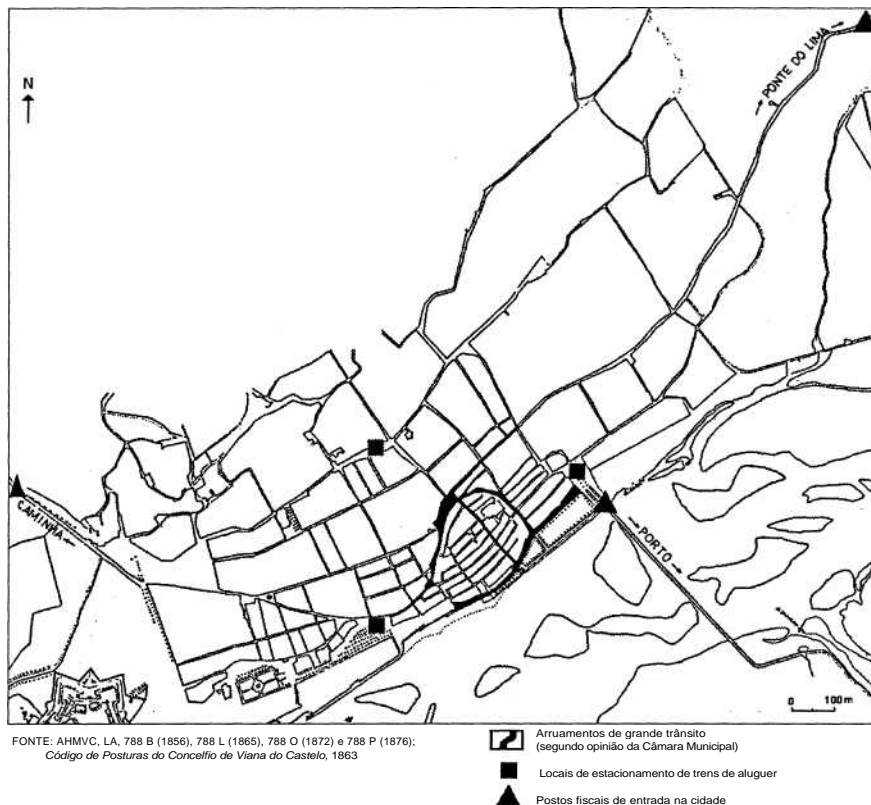 N
→ PONTE DO LIMA →
CAMINHA ←
→ PORTO →
0 100 m
FONTE: AHMVC, LA, 788 B (1856), 788 L (1865), 788 O (1872) e 788 P (1876);
Código de Posturas do Concelfio de Viana do Castelo, 1863
Arruamentos de grande trânsito
(segundo opinião da Câmara Municipal)
Locais de estacionamento de trens de aluguer
Postos fiscais de entrada na cidade